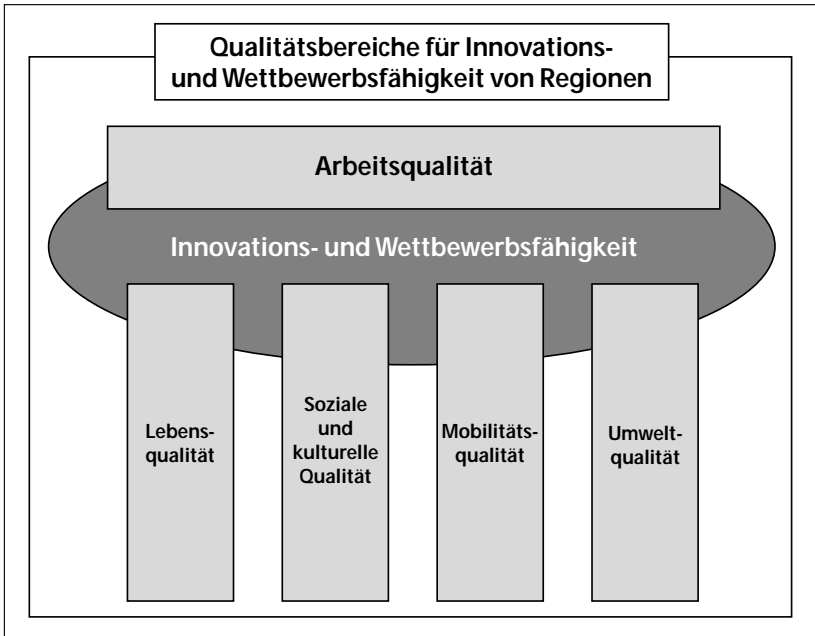 Qualitätsbereiche für Innovations-
und Wettbewerbsfähigkeit von Regionen
Arbeitsqualität
Innovations- und Wettbewerbsfähigkeit
Lebens-
qualität
Soziale
und
kulturelle
Qualität
Mobilitäts-
qualität
Umwelt-
qualität